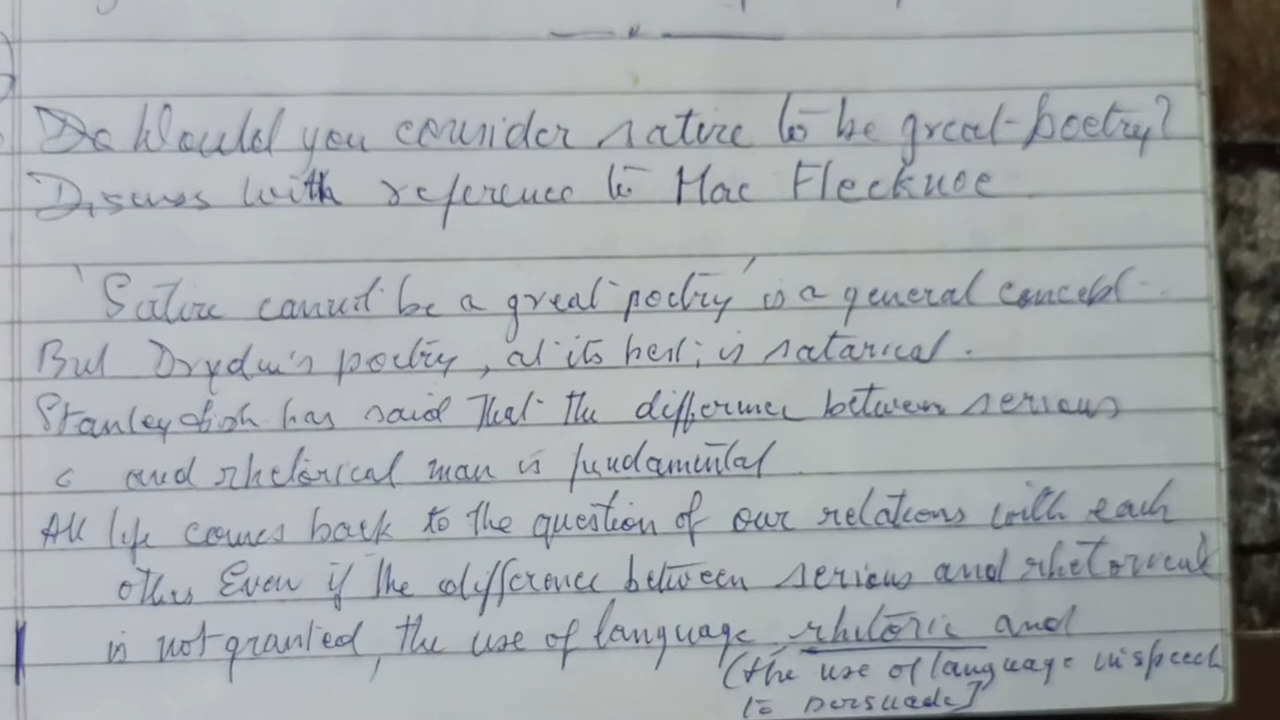 Would you consider satire to be great poetry?
Discuss with reference to Mac Flecknoe
'Satire cannot be a great poetry' is a general concept.
But Dryden's poetry, at its best, is satarical.
Stanley Fish has said that the difference between serious
and rhetorical man is fundamental
All life comes back to the question of our relations with each
other Even if the difference between serious and rhetorical
is not granted, the use of language rhetoric and
(the use of language in speech
to persuade)